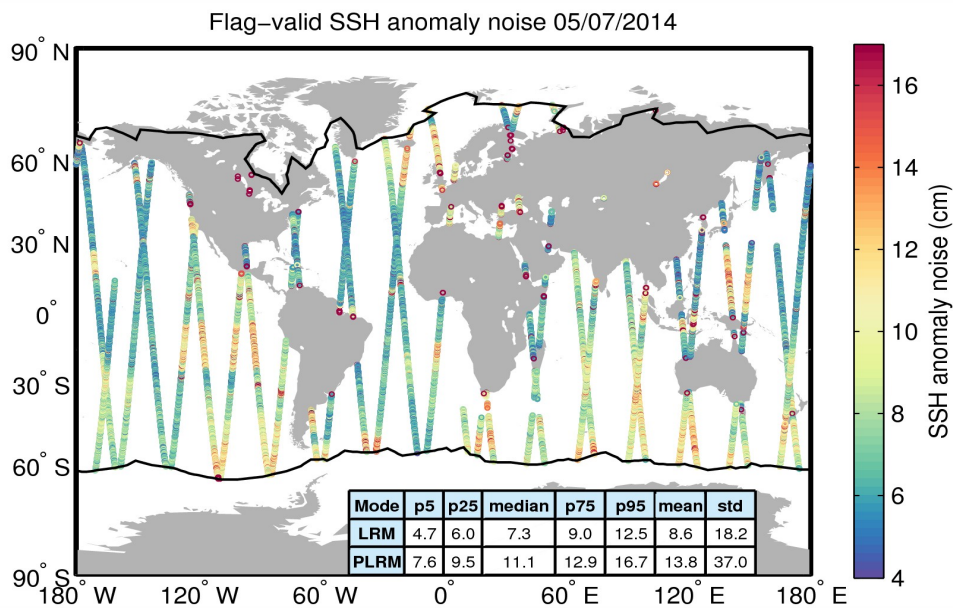 Flag−valid SSH anomaly noise 05/07/2014
90° N
60° N
30° N
0°
30° S
60° S
90° S
180° W 120° W 60° W 0° 60° E 120° E 180° E
Mode p5 p25 median p75 p95 mean std
LRM 4.7 6.0 7.3 9.0 12.5 8.6 18.2
PLRM 7.6 9.5 11.1 12.9 16.7 13.8 37.0
16
14
12
10
8
6
4
SSH anomaly noise (cm)